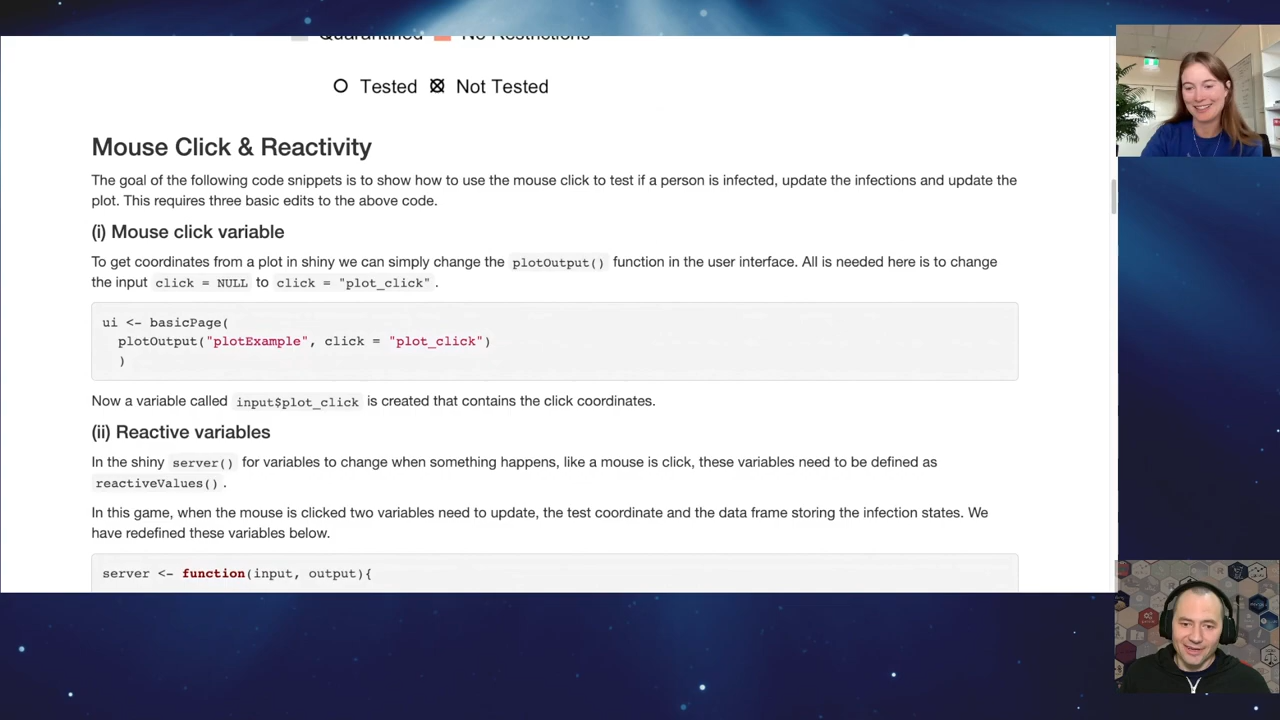 Quarantined No Restrictions
Tested Not Tested
Mouse Click & Reactivity
The goal of the following code snippets is to show how to use the mouse click to test if a person is infected, update the infections and update the
plot. This requires three basic edits to the above code.
(i) Mouse click variable
To get coordinates from a plot in shiny we can simply change the plotOutput() function in the user interface. All is needed here is to change
the input click = NULL to click = "plot_click" .
ui <- basicPage(
plotOutput("plotExample", click = "plot_click")
)
Now a variable called input$plot_click is created that contains the click coordinates.
(ii) Reactive variables
In the shiny server() for variables to change when something happens, like a mouse is click, these variables need to be defined as
reactiveValues() .
In this game, when the mouse is clicked two variables need to update, the test coordinate and the data frame storing the infection states. We
have redefined these variables below.
server <- function(input, output){